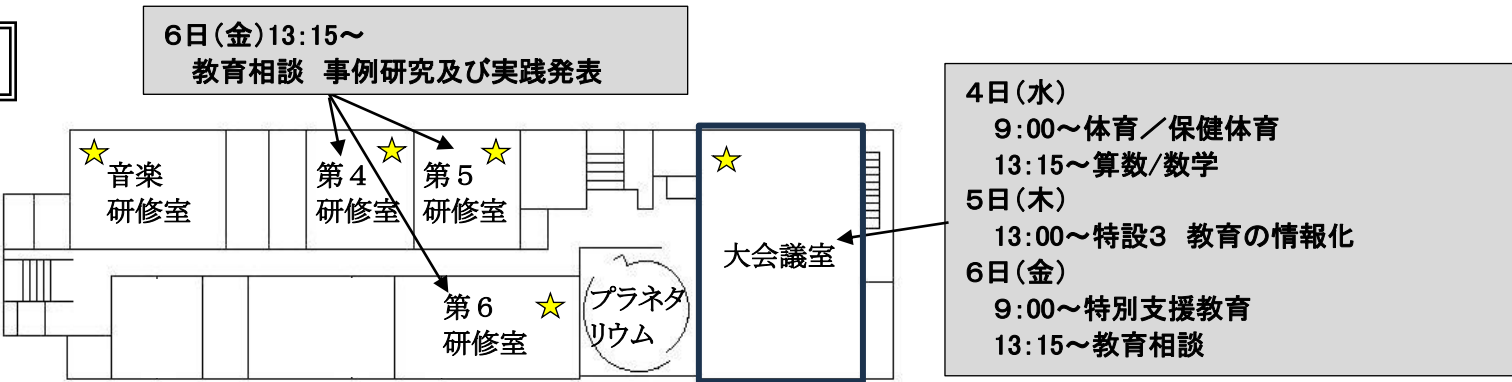 6日(金)13:15～
教育相談 事例研究及び実践発表
4日(水)
9:00～体育／保健体育
13:15～算数/数学
5日(木)
13:00～特設3 教育の情報化
6日(金)
9:00～特別支援教育
13:15～教育相談
音楽
研修室
第４
研修室
第５
研修室
大会議室
第６
研修室
プラネタ
リウム